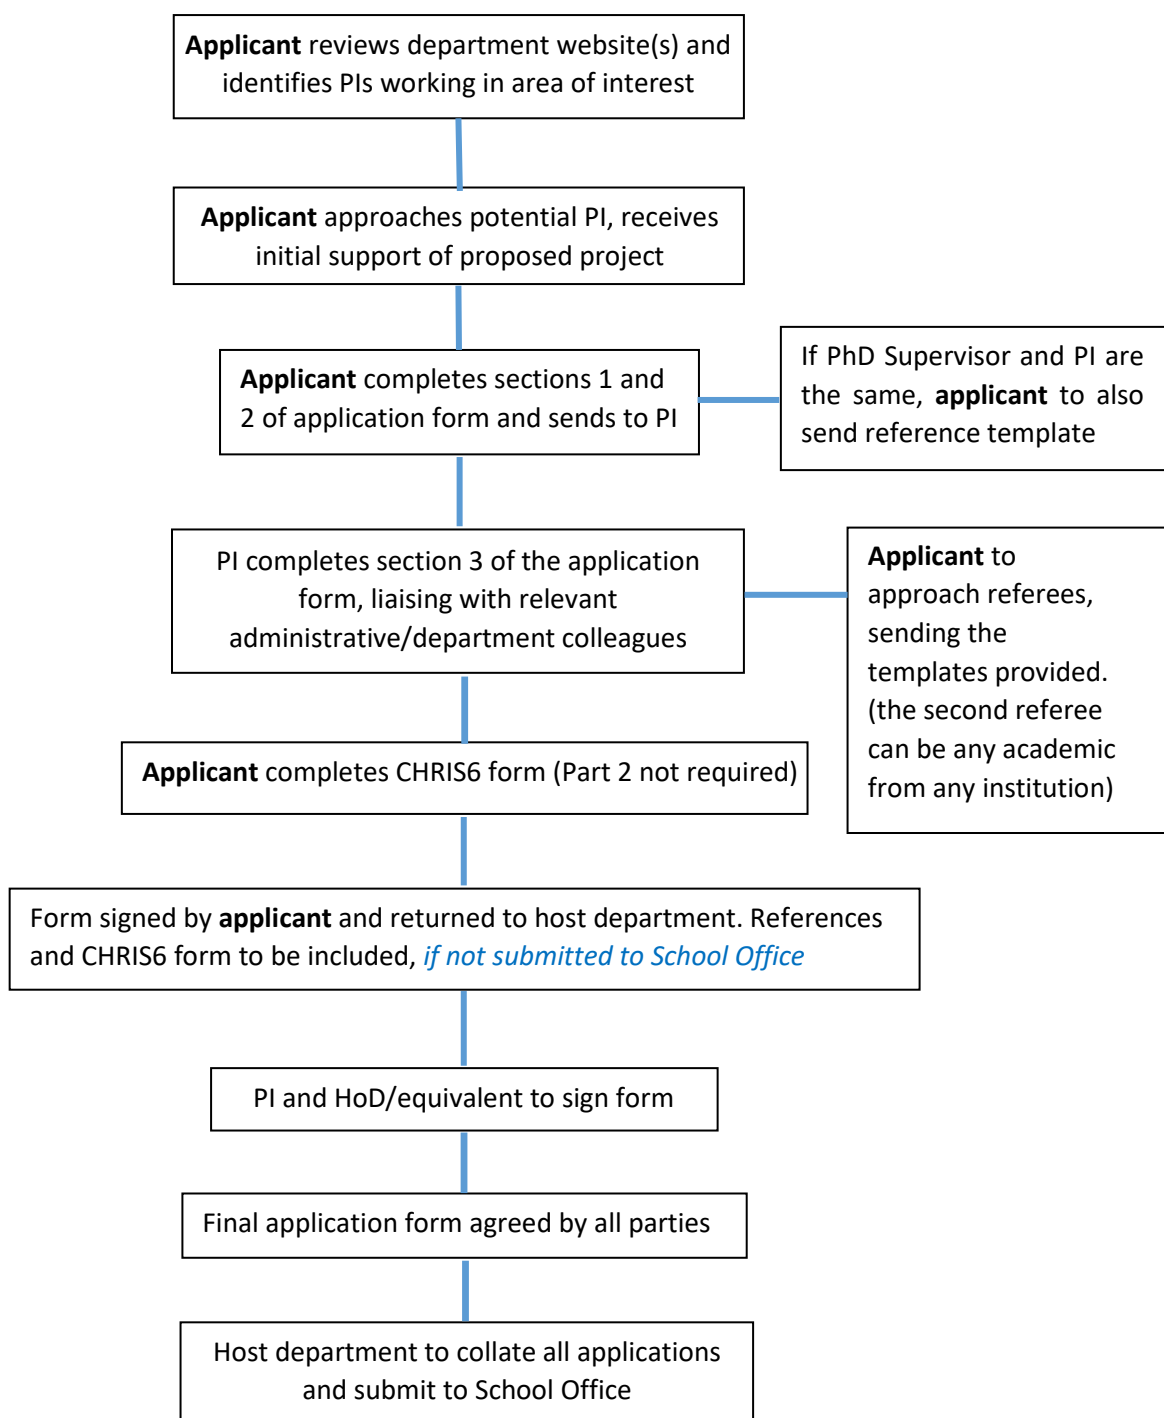 Applicant reviews department website(s) and
identifies PIs working in area of interest
Applicant approaches potential PI, receives
initial support of proposed project
Applicant completes sections 1 and
2 of application form and sends to PI
If PhD Supervisor and PI are
the same, applicant to also
send reference template
PI completes section 3 of the application
form, liaising with relevant
administrative/department colleagues
Applicant to
approach referees,
sending the
templates provided.
(the second referee
can be any academic
from any institution)
Applicant completes CHRIS6 form (Part 2 not required)
Form signed by applicant and returned to host department. References
and CHRIS6 form to be included, if not submitted to School Office
PI and HoD/equivalent to sign form
Final application form agreed by all parties
Host department to collate all applications
and submit to School Office